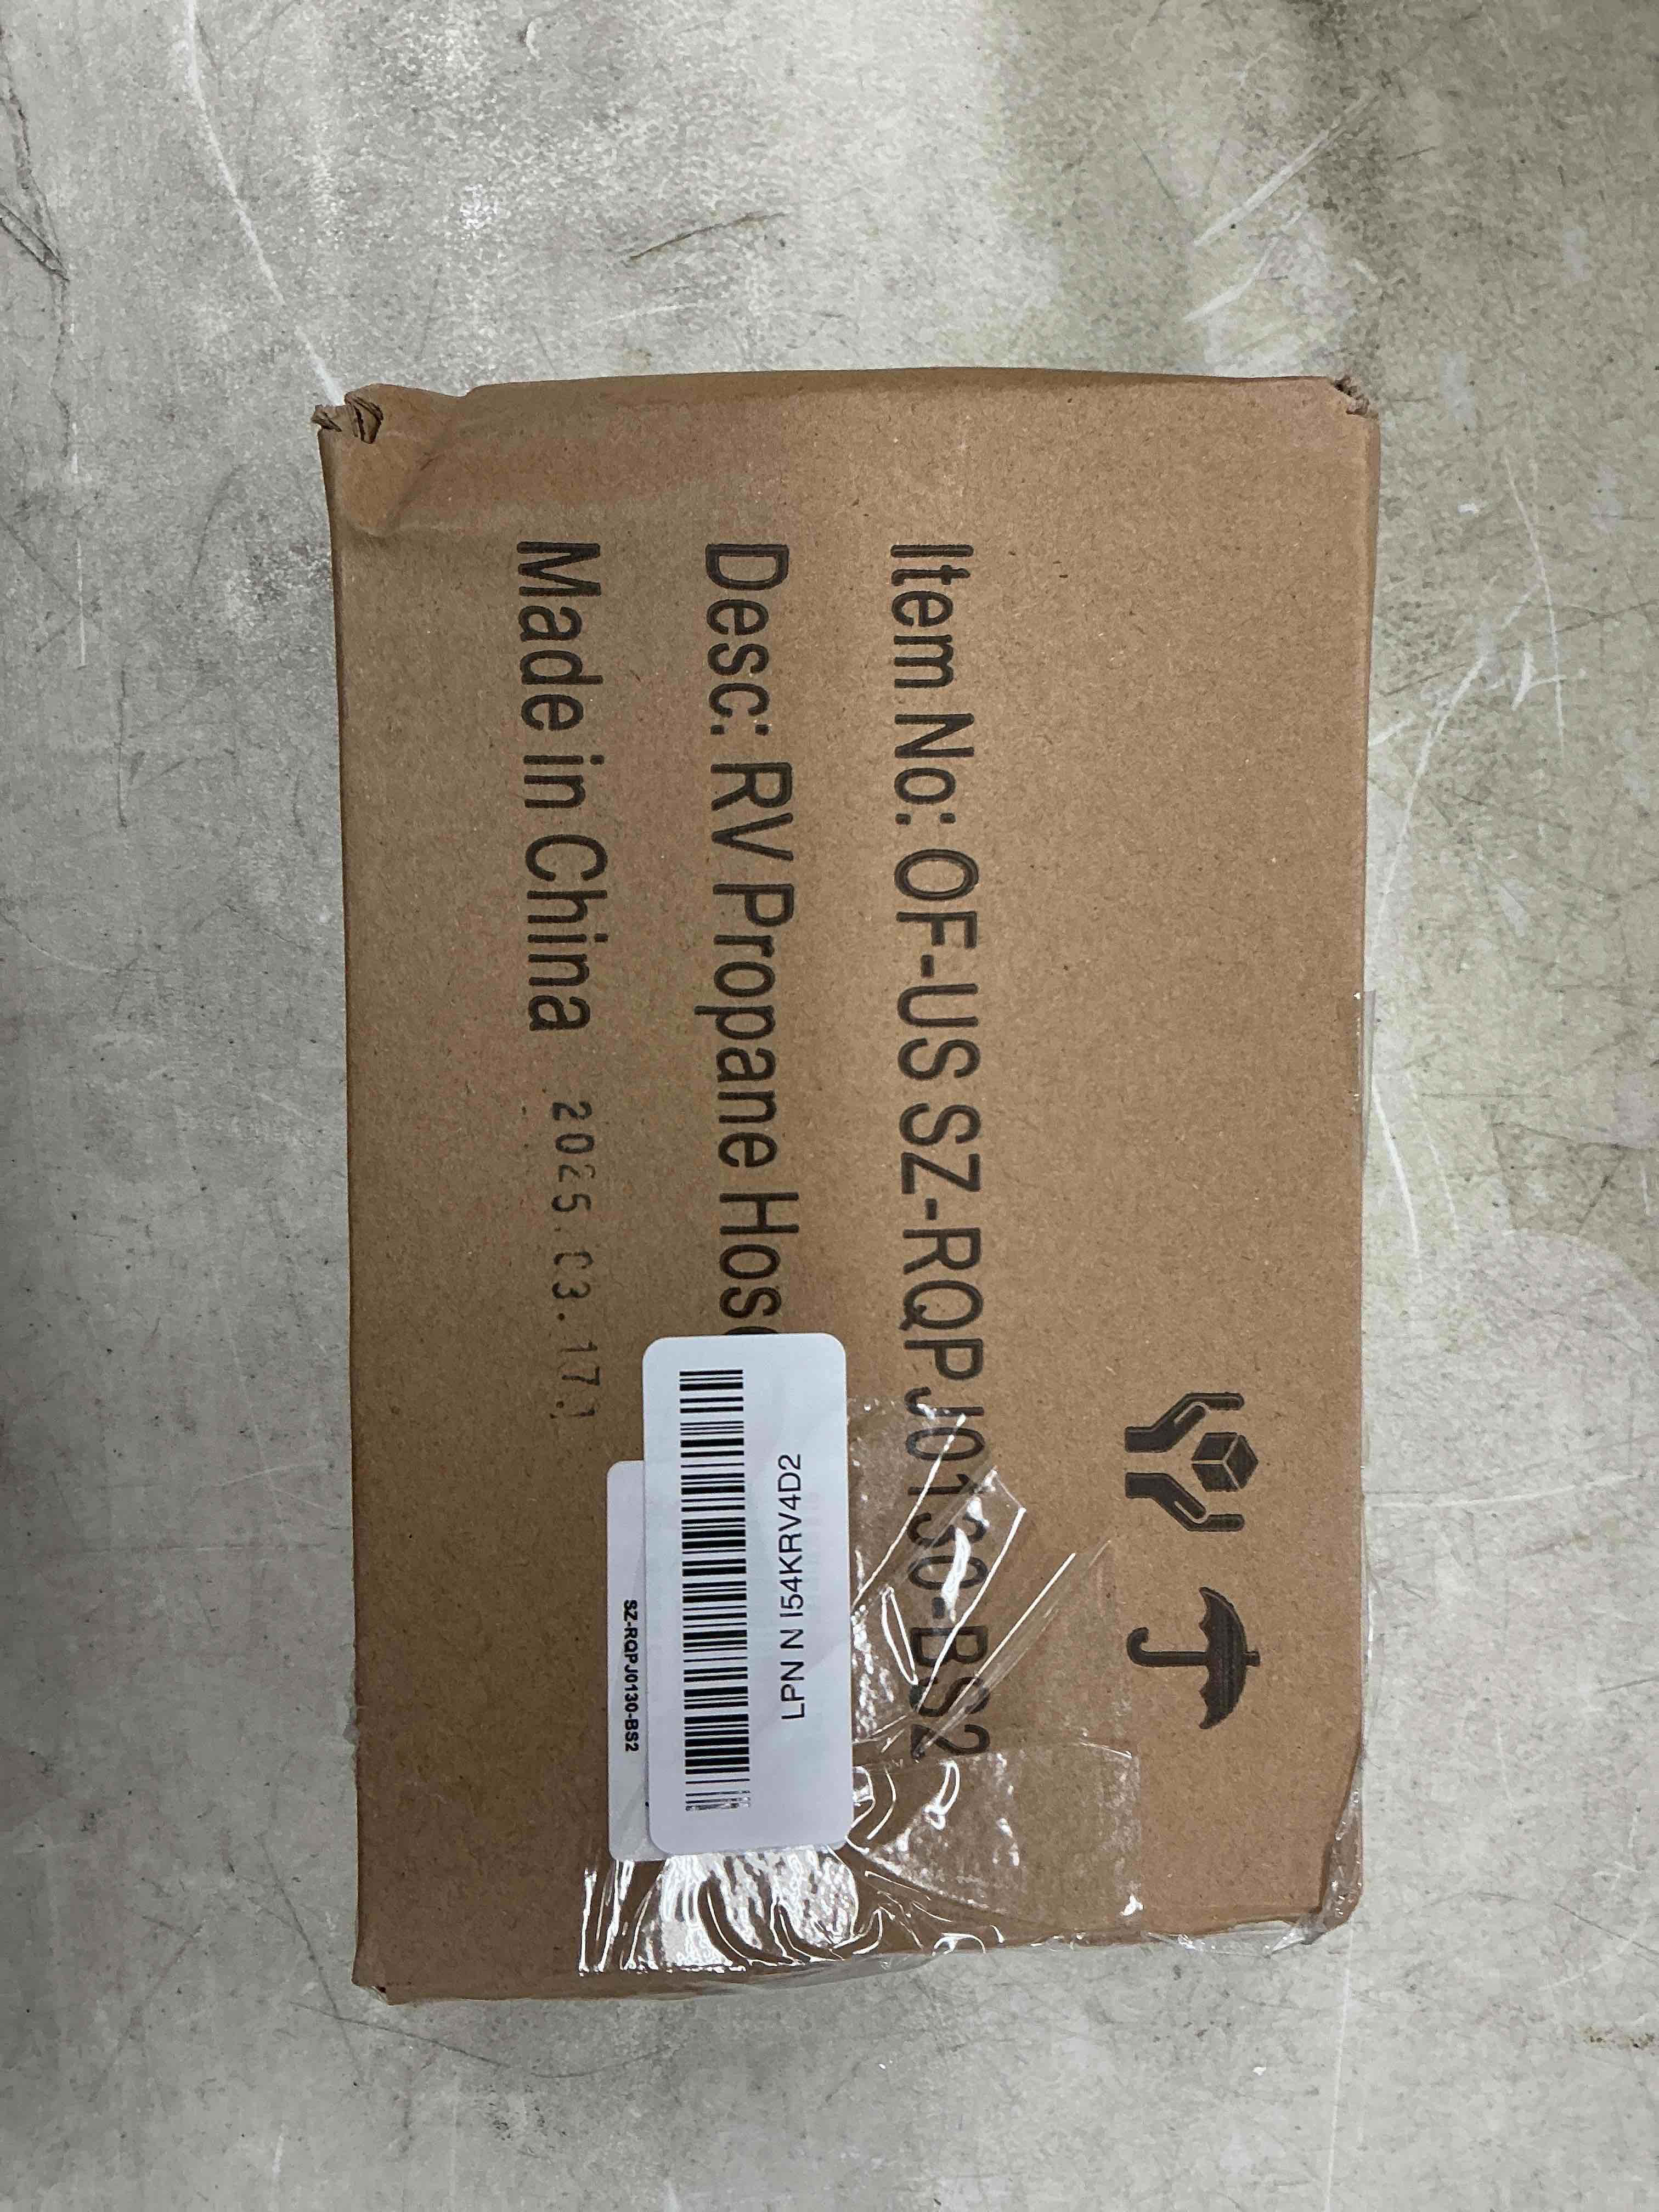 Item No: OF-US SZ-RQPJ0130-BS2
Desc: RV Propane Hose
Made in China 2025.03.17
LPN N I54KRV4D2
SZ-RQPJ0130-BS2